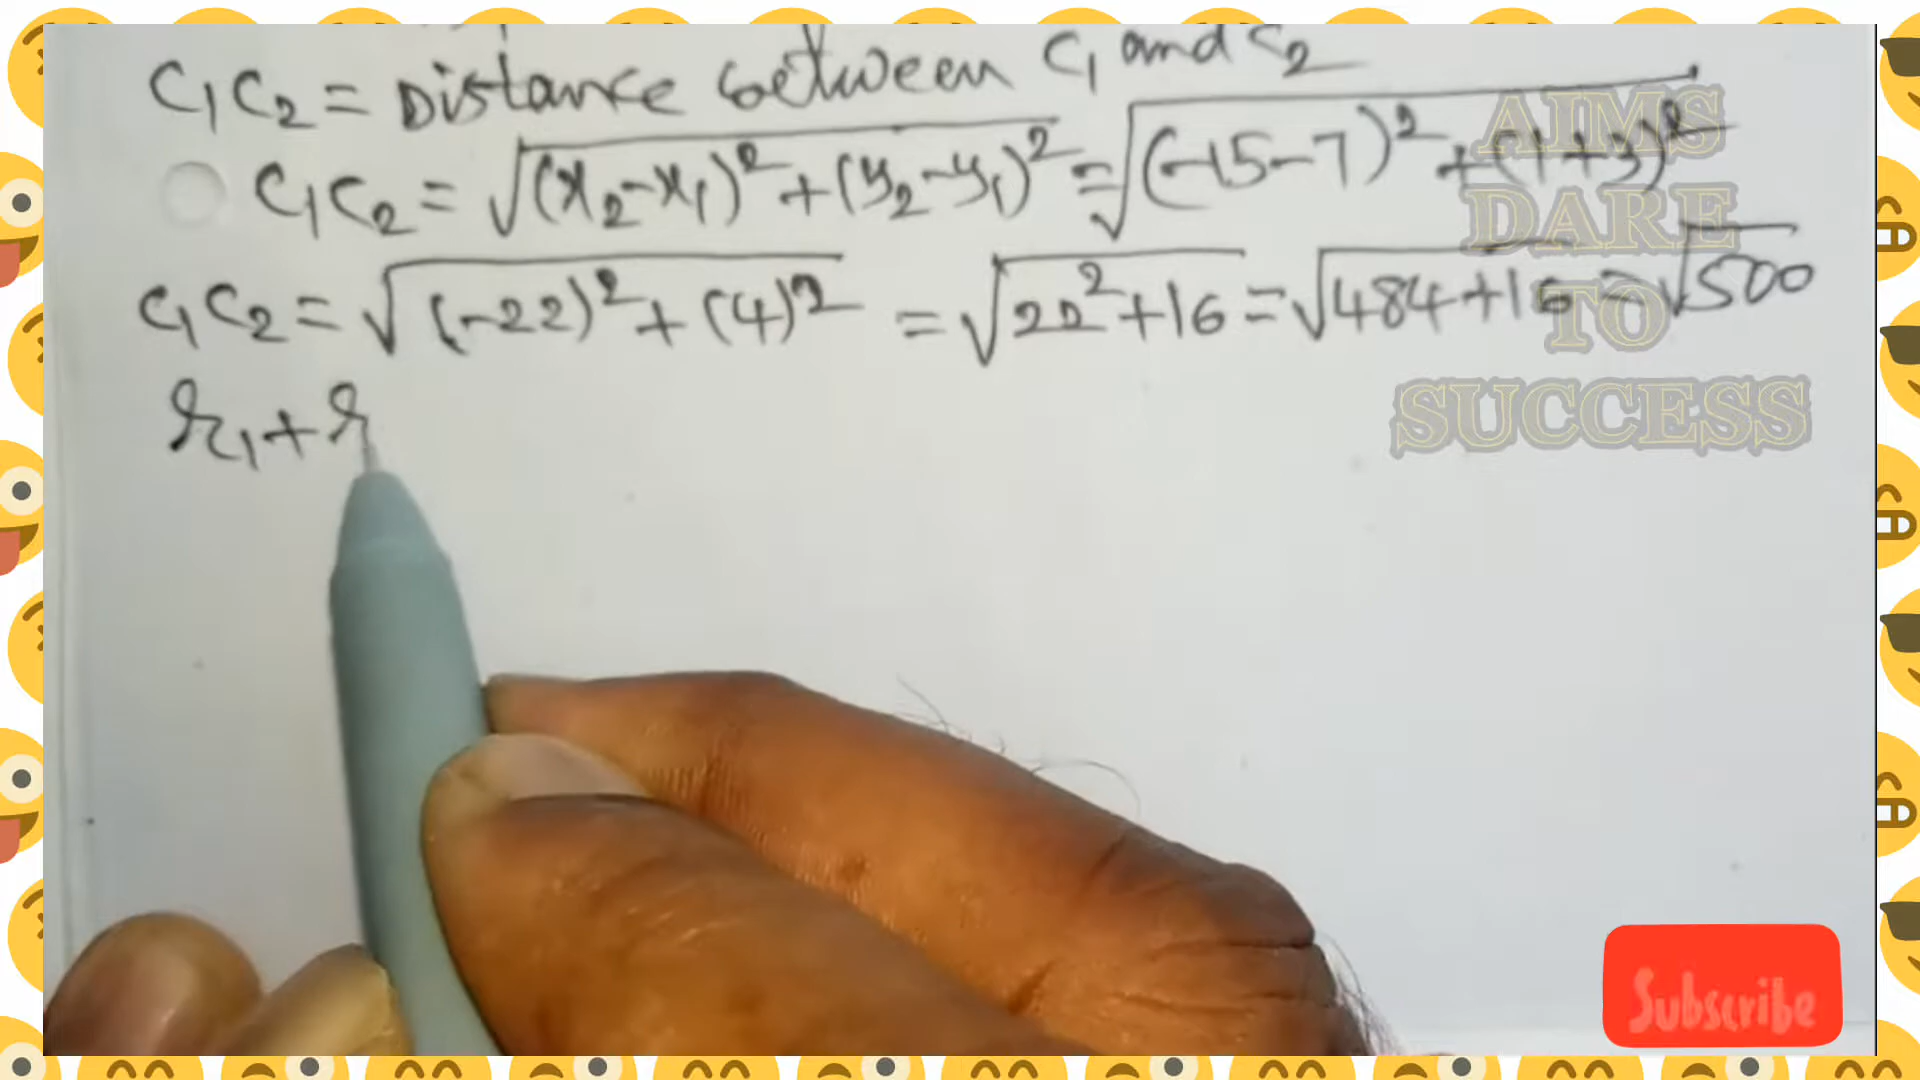 C₁C₂ = Distance between C₁ and C₂
C₁C₂ = √((x₂-x₁)²+(y₂-y₁)²) = √((-15-7)²+(1+3)²)
C₁C₂ = √((-22)²+(4)²) = √(22²+16) = √(484+16) = √500
r₁+r
AIMS
DARE
TO
SUCCESS
Subscribe